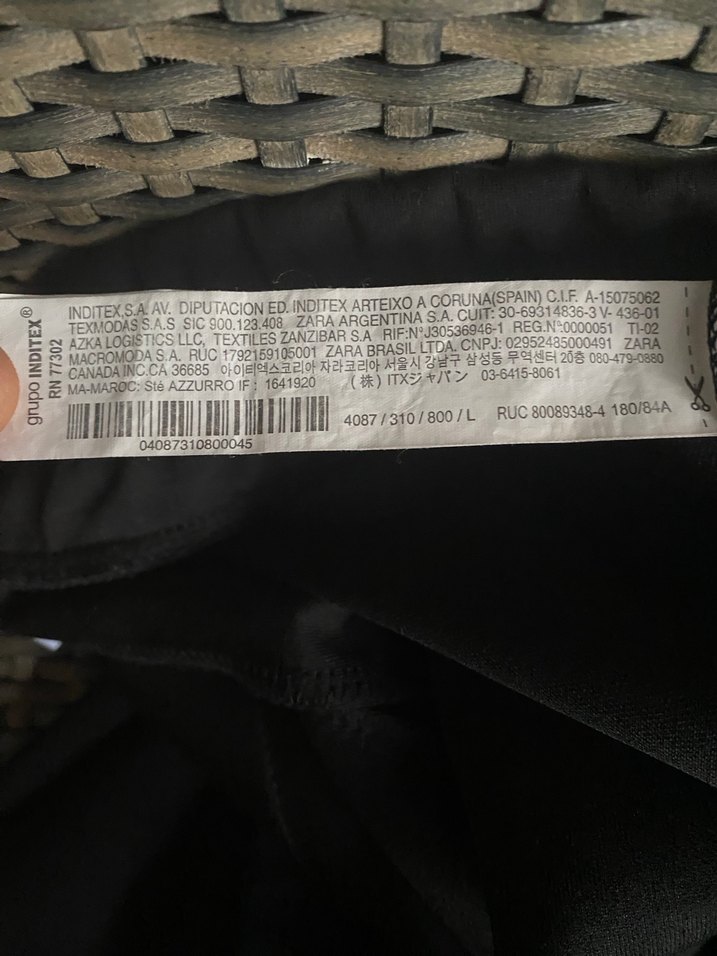 grupo INDITEX®
RN 77302
INDITEX,S.A. AV. DIPUTACION ED. INDITEX ARTEIXO A CORUNA(SPAIN) C.I.F. A-15075062
TEXMODAS S.A.S SIC 900.123.408 ZARA ARGENTINA S.A. CUIT: 30-69314836-3 V- 436-01
AZKA LOGISTICS LLC, TEXTILES ZANZIBAR S.A RIF:NºJ30536946-1 REG.Nº:0000051 TI-02
MACROMODA S.A. RUC 1792159105001 ZARA BRASIL LTDA. CNPJ: 02952485000491 ZARA
CANADA INC.CA 36685 아이티엑스코리아 자라코리아 서울시 강남구 삼성동 무역센터 20층 080-479-0880
MA-MAROC: Sté AZZURRO IF : 1641920 (株) ITXジャパン 03-6415-8061
4087 / 310 / 800 / L RUC 80089348-4 180/84A
04087310800045